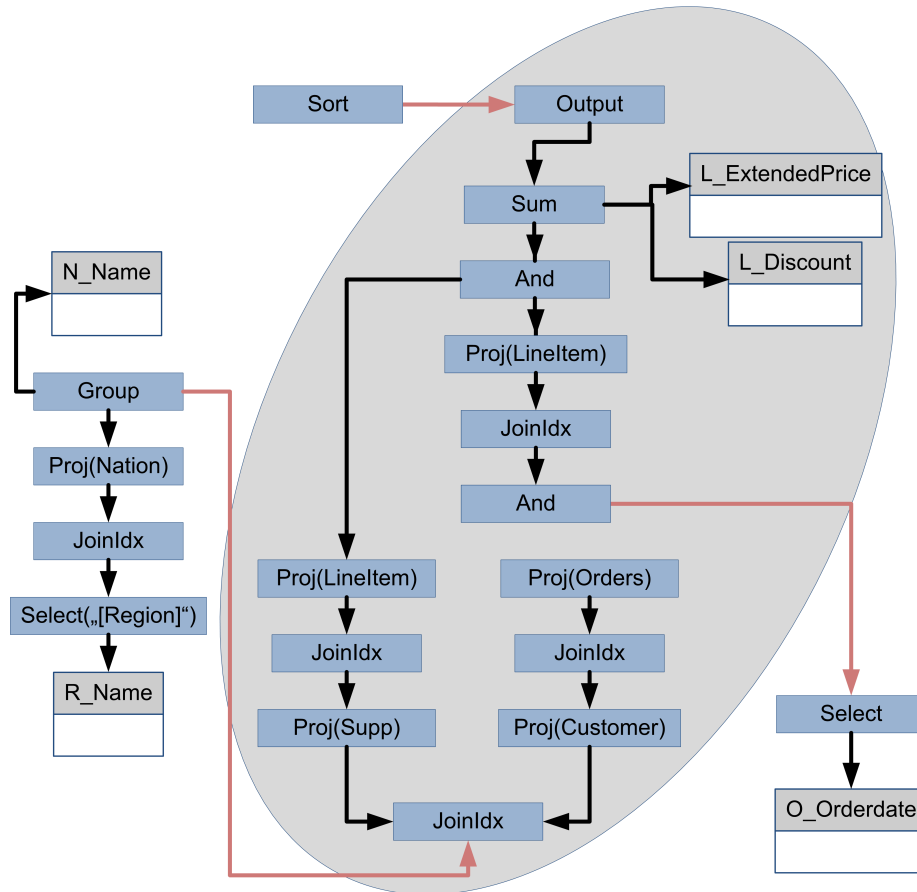 Sort
Output
L_ExtendedPrice
Sum
L_Discount
N_Name
And
Proj(LineItem)
Group
JoinIdx
Proj(Nation)
And
JoinIdx
Proj(LineItem)
Proj(Orders)
Select(„[Region]“)
JoinIdx
JoinIdx
R_Name
Proj(Supp)
Proj(Customer)
Select
O_Orderdate
JoinIdx